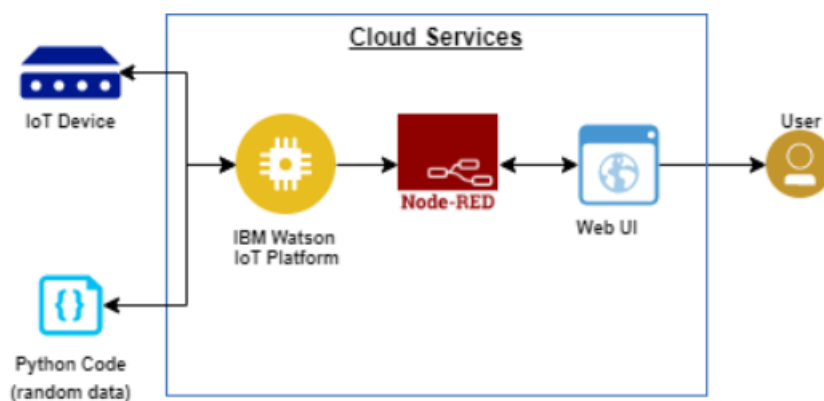 Cloud Services
IoT Device
User
Node-RED
Web UI
IBM Watson
IoT Platform
{}
Python Code
(random data)